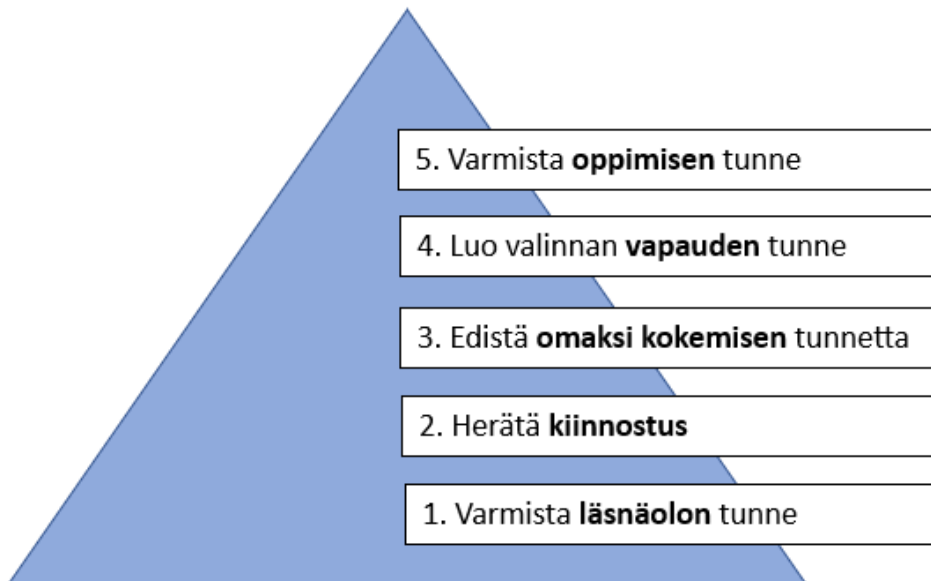 5. Varmista oppimisen tunne
4. Luo valinnan vapauden tunne
3. Edistä omaksi kokemisen tunnetta
2. Herätä kiinnostus
1. Varmista läsnäolon tunne